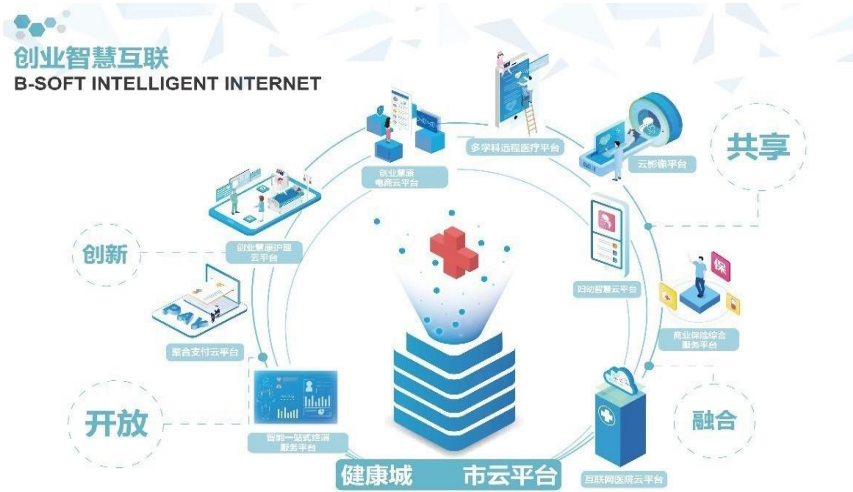 创业智慧互联
B-SOFT INTELLIGENT INTERNET
多学科远程医疗平台
云影像平台
共享
创业慧康
电商云平台
创业慧康护理
云平台
创新
妇幼智慧云平台
保
商业保险综合
服务平台
PAY
聚合支付云平台
开放
智能一站式终端
服务平台
融合
健康城 市云平台
互联网医院云平台